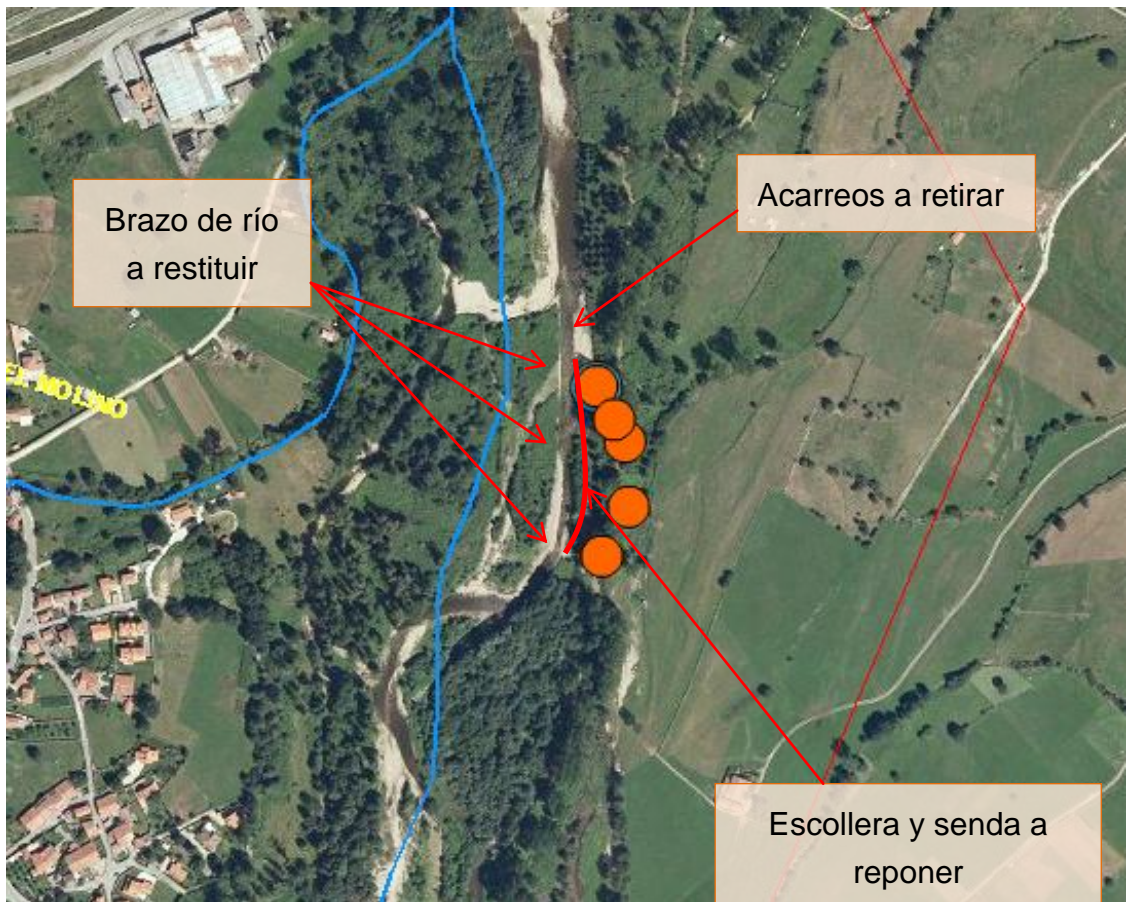 Acarreos a retirar
Brazo de río
a restituir
EL MOLINO
Escollera y senda a
reponer